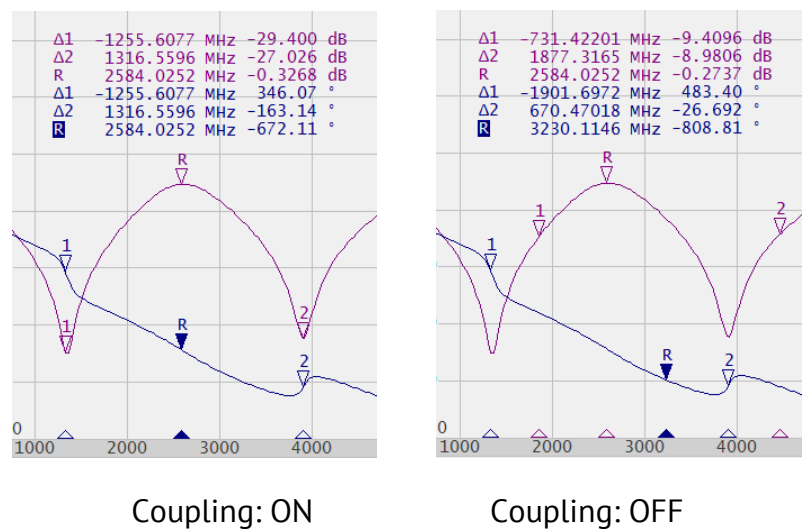 Δ1 -1255.6077 MHz -29.400 dB
Δ2 1316.5596 MHz -27.026 dB
R 2584.0252 MHz -0.3268 dB
Δ1 -1255.6077 MHz 346.07 °
Δ2 1316.5596 MHz -163.14 °
R 2584.0252 MHz -672.11 °
R
1
R
2
1
2
0
1000 2000 3000 4000
Coupling: ON
Δ1 -731.42201 MHz -9.4096 dB
Δ2 1877.3165 MHz -8.9806 dB
R 2584.0252 MHz -0.2737 dB
Δ1 -1901.6972 MHz 483.40 °
Δ2 670.47018 MHz -26.692 °
R 3230.1146 MHz -808.81 °
R
1 2
1
R 2
0
1000 2000 3000 4000
Coupling: OFF